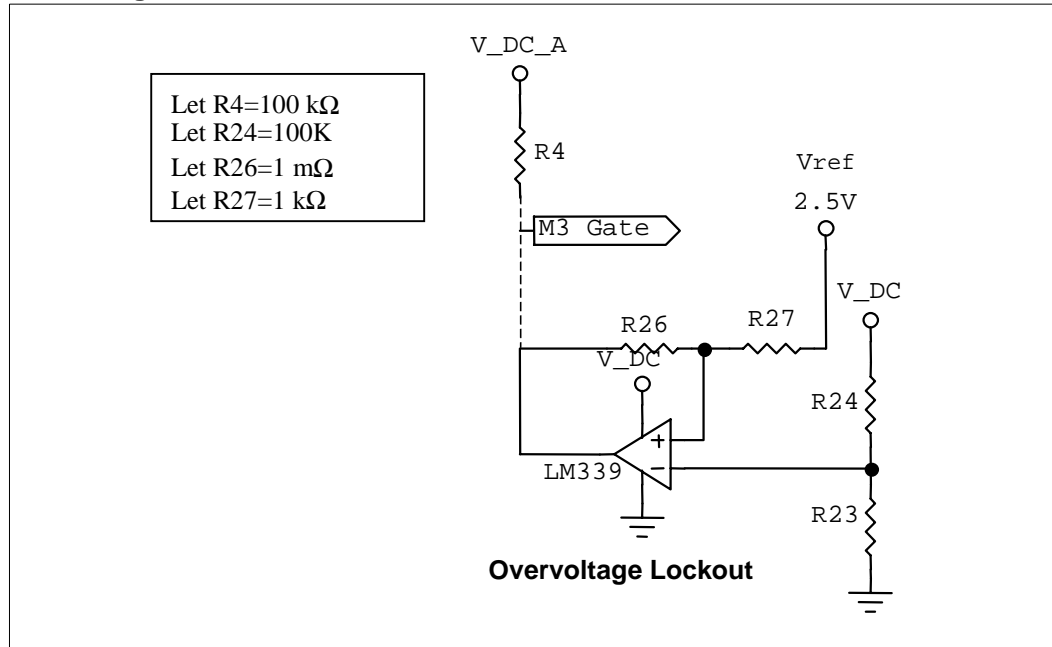 V_DC_A
Let R4=100 kΩ
Let R24=100K
Let R26=1 mΩ
Let R27=1 kΩ
R4
Vref
2.5V
M3 Gate
V_DC
R26
R27
V_DC
R24
+
−
LM339
R23
Overvoltage Lockout